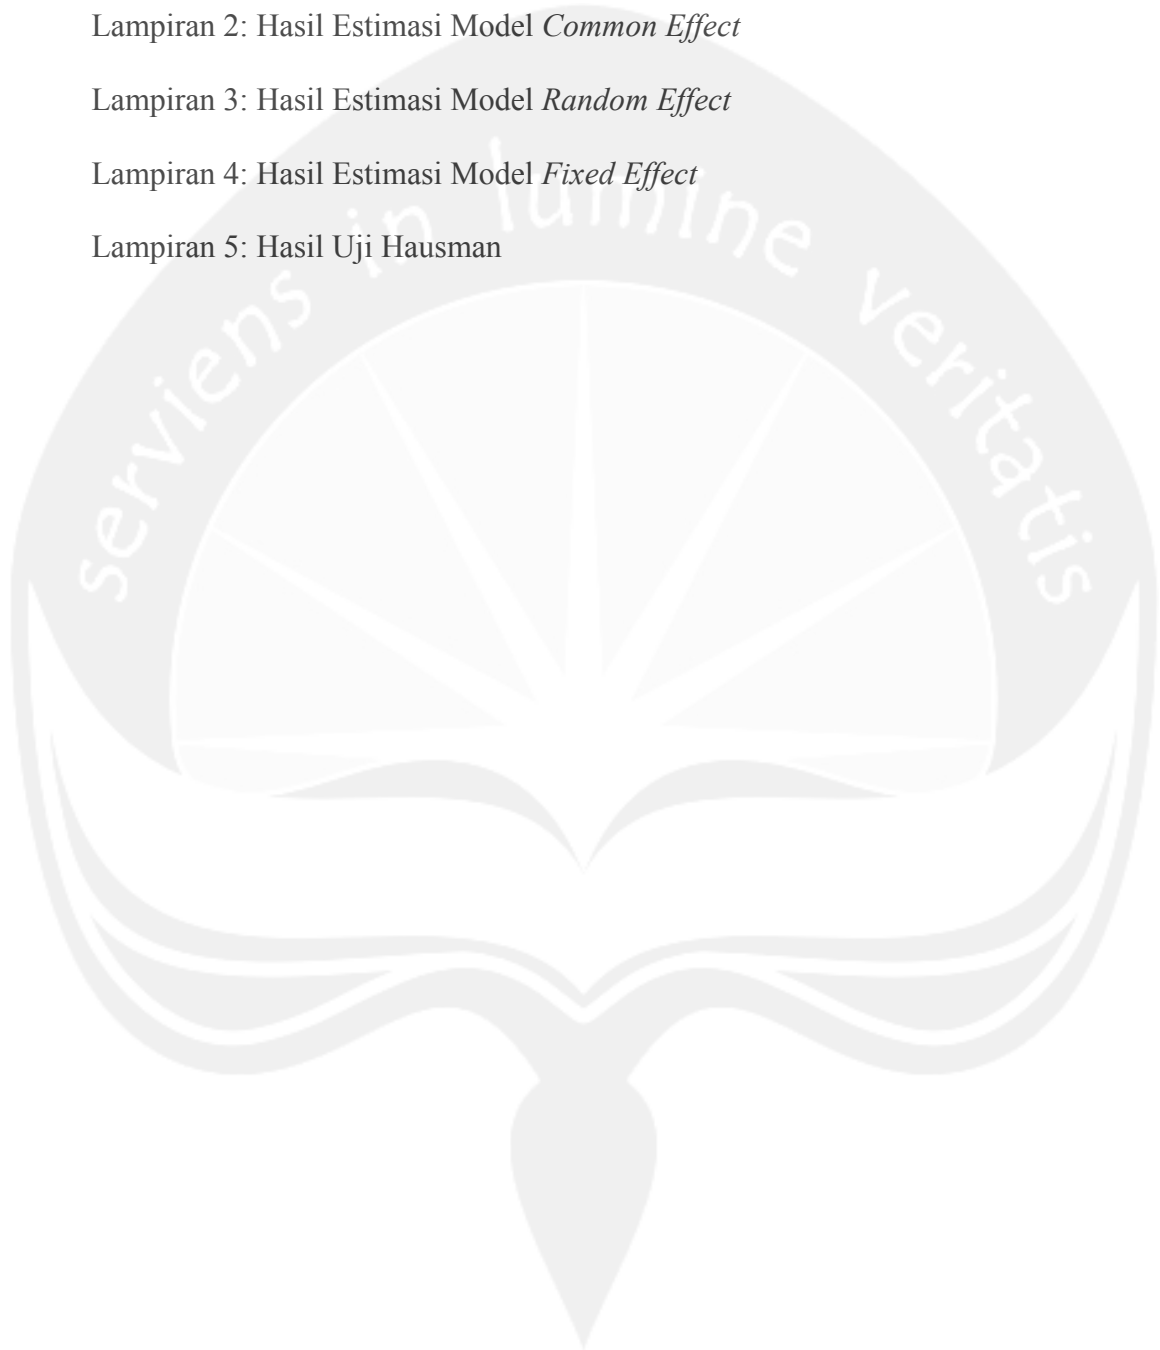 Lampiran 2: Hasil Estimasi Model Common Effect
Lampiran 3: Hasil Estimasi Model Random Effect
Lampiran 4: Hasil Estimasi Model Fixed Effect
Lampiran 5: Hasil Uji Hausman
serviens in lumine veritatis